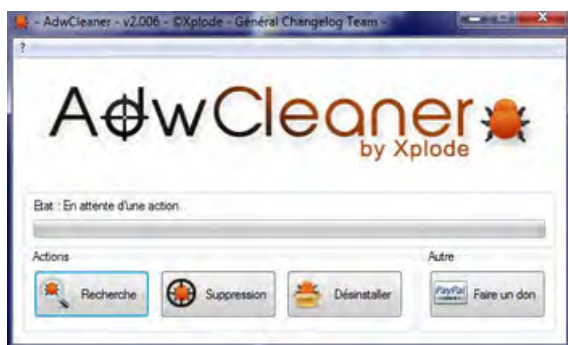 - AdwCleaner - v2.006 - ©Xplode - Général Changelog Team -
?
AdwCleaner
by Xplode
Etat : En attente d'une action
Actions
Autre
Recherche
Suppression
Désinstaller
PayPal
Faire un don